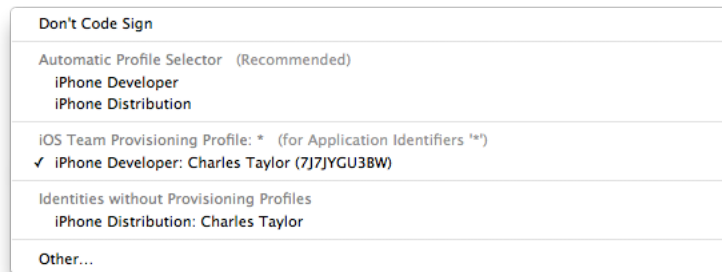 Don't Code Sign
Automatic Profile Selector (Recommended)
iPhone Developer
iPhone Distribution
iOS Team Provisioning Profile: * (for Application Identifiers '*')
✓ iPhone Developer: Charles Taylor (7J7JYGU3BW)
Identities without Provisioning Profiles
iPhone Distribution: Charles Taylor
Other...